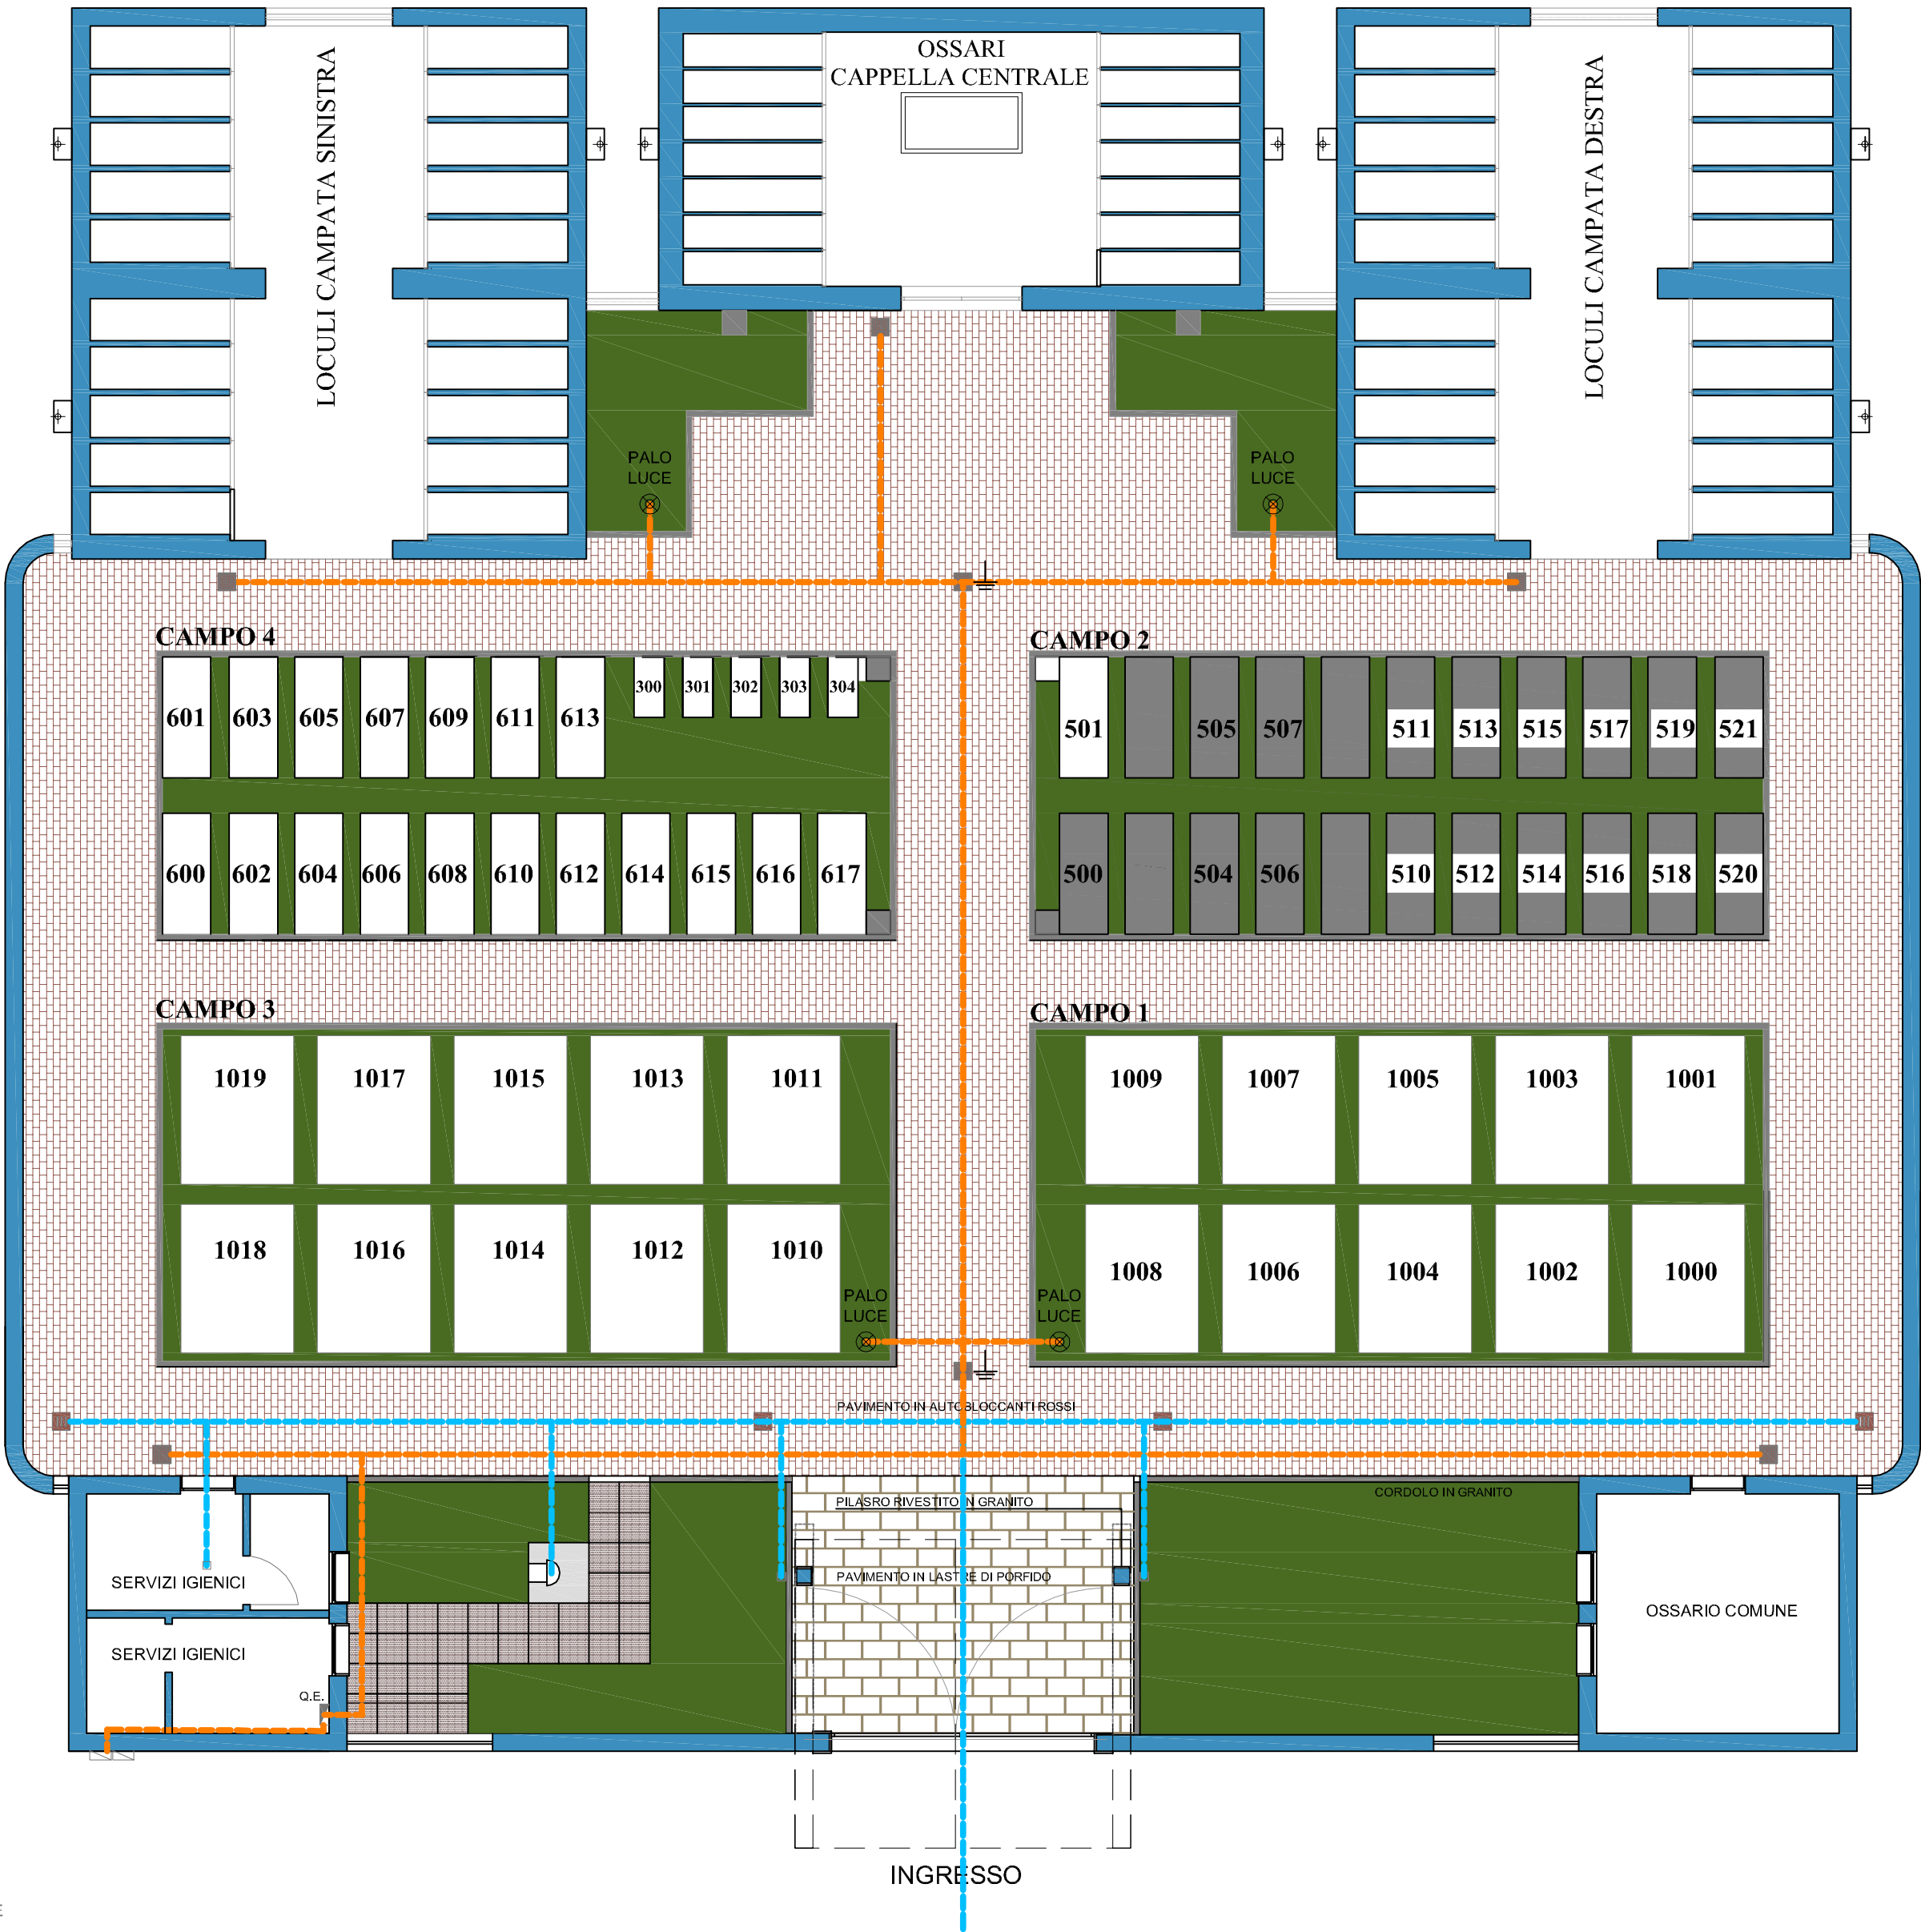 OSSARI
CAPPELLA CENTRALE
LOCULI CAMPATA SINISTRA
LOCULI CAMPATA DESTRA
PALO
LUCE
PALO
LUCE
CAMPO 4
601 603 605 607 609 611 613 300 301 302 303 304
600 602 604 606 608 610 612 614 615 616 617
CAMPO 2
501 505 507 511 513 515 517 519 521
500 504 506 510 512 514 516 518 520
CAMPO 3
1019 1017 1015 1013 1011
1018 1016 1014 1012 1010
PALO
LUCE
CAMPO 1
1009 1007 1005 1003 1001
1008 1006 1004 1002 1000
PALO
LUCE
PAVIMENTO IN AUTOBLOCCANTI ROSSI
PILASRO RIVESTITO IN GRANITO
CORDOLO IN GRANITO
PAVIMENTO IN LASTRE DI PORFIDO
SERVIZI IGIENICI
SERVIZI IGIENICI
Q.E.
OSSARIO COMUNE
INGRESSO
E